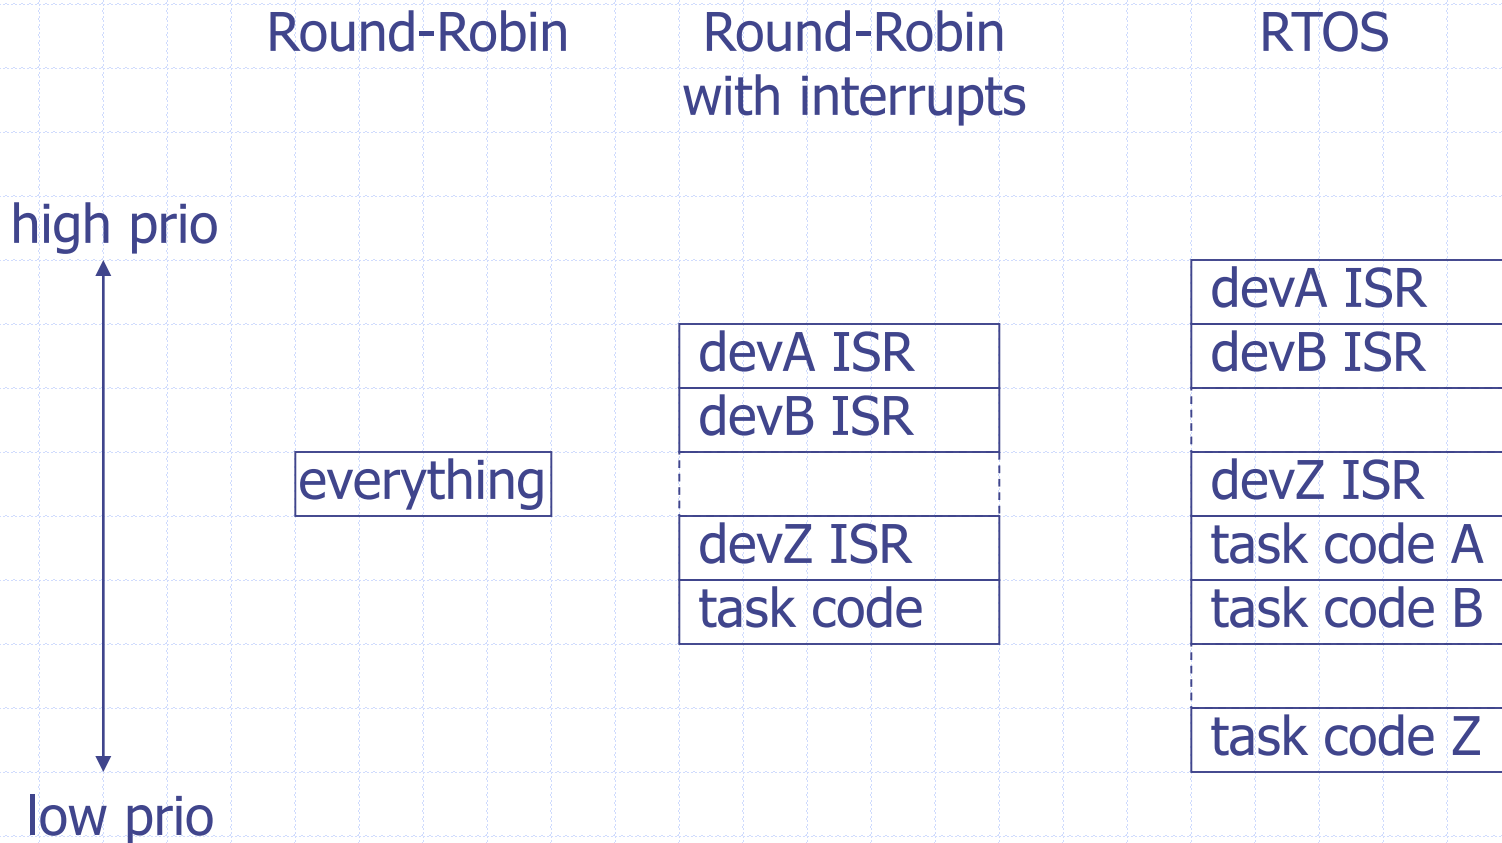 Round-Robin
Round-Robin
with interrupts
RTOS
high prio
low prio
everything
devA ISR
devB ISR
devZ ISR
task code
devA ISR
devB ISR
devZ ISR
task code A
task code B
task code Z